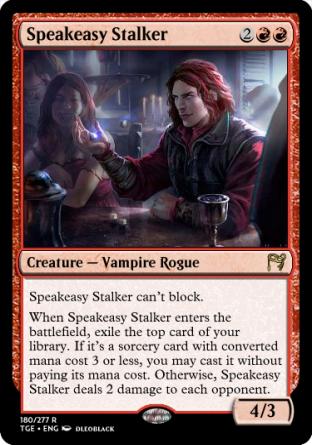 Speakeasy Stalker 2
Creature — Vampire Rogue
Speakeasy Stalker can't block.
When Speakeasy Stalker enters the
battlefield, exile the top card of your
library. If it's a sorcery card with converted
mana cost 3 or less, you may cast it without
paying its mana cost. Otherwise, Speakeasy
Stalker deals 2 damage to each opponent.
4/3
180/277 R
TGE • ENG DLEOBLACK